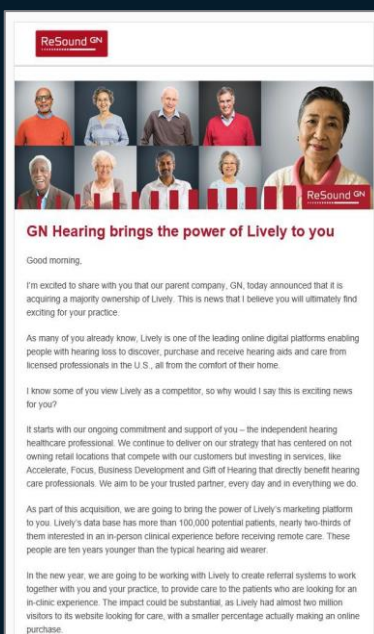 ReSound GN
ReSound GN
GN Hearing brings the power of Lively to you
Good morning,
I'm excited to share with you that our parent company, GN, today announced that it is
acquiring a majority ownership of Lively. This is news that I believe you will ultimately find
exciting for your practice.
As many of you already know, Lively is one of the leading online digital platforms enabling
people with hearing loss to discover, purchase and receive hearing aids and care from
licensed professionals in the U.S., all from the comfort of their home.
I know some of you view Lively as a competitor, so why would I say this is exciting news
for you?
It starts with our ongoing commitment and support of you – the independent hearing
healthcare professional. We continue to deliver on our strategy that has centered on not
owning retail locations that compete with our customers but investing in services, like
Accelerate, Focus, Business Development and Gift of Hearing that directly benefit hearing
care professionals. We aim to be your trusted partner, every day and in everything we do.
As part of this acquisition, we are going to bring the power of Lively's marketing platform
to you. Lively's data base has more than 100,000 potential patients, nearly two-thirds of
them interested in an in-person clinical experience before receiving remote care. These
people are ten years younger than the typical hearing aid wearer.
In the new year, we are going to be working with Lively to create referral systems to work
together with you and your practice, to provide care to the patients who are looking for an
in-clinic experience. The impact could be substantial, as Lively had almost two million
visitors to its website looking for care, with a smaller percentage actually making an online
purchase.